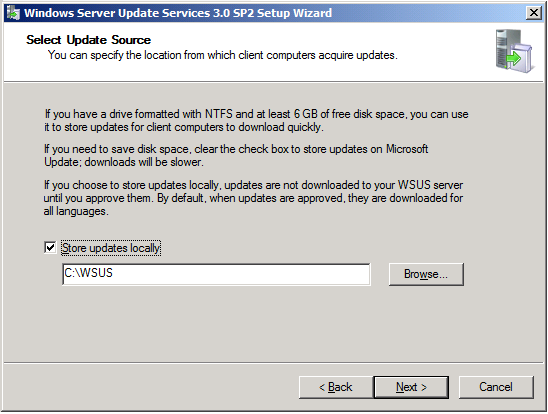 Windows Server Update Services 3.0 SP2 Setup Wizard
Select Update Source
You can specify the location from which client computers acquire updates.
If you have a drive formatted with NTFS and at least 6 GB of free disk space, you can use
it to store updates for client computers to download quickly.
If you need to save disk space, clear the check box to store updates on Microsoft
Update; downloads will be slower.
If you choose to store updates locally, updates are not downloaded to your WSUS server
until you approve them. By default, when updates are approved, they are downloaded for
all languages.
Store updates locally
C:\WSUS
Browse...
< Back
Next >
Cancel